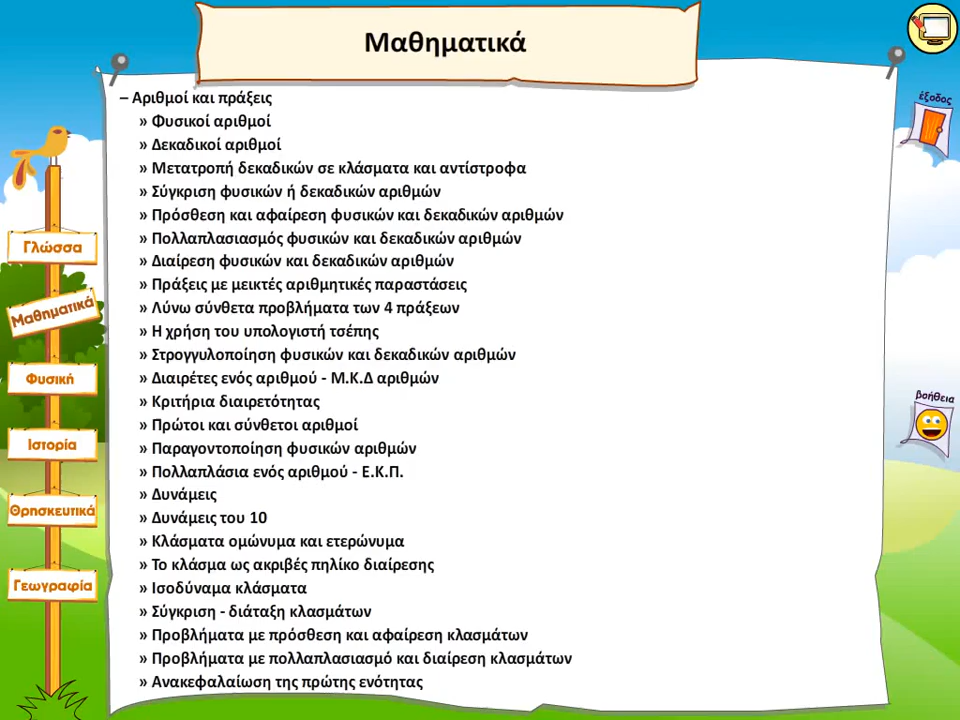 Μαθηματικά
– Αριθμοί και πράξεις
» Φυσικοί αριθμοί
» Δεκαδικοί αριθμοί
» Μετατροπή δεκαδικών σε κλάσματα και αντίστροφα
» Σύγκριση φυσικών ή δεκαδικών αριθμών
» Πρόσθεση και αφαίρεση φυσικών και δεκαδικών αριθμών
» Πολλαπλασιασμός φυσικών και δεκαδικών αριθμών
» Διαίρεση φυσικών και δεκαδικών αριθμών
» Πράξεις με μεικτές αριθμητικές παραστάσεις
» Λύνω σύνθετα προβλήματα των 4 πράξεων
» Η χρήση του υπολογιστή τσέπης
» Στρογγυλοποίηση φυσικών και δεκαδικών αριθμών
» Διαιρέτες ενός αριθμού - Μ.Κ.Δ αριθμών
» Κριτήρια διαιρετότητας
» Πρώτοι και σύνθετοι αριθμοί
» Παραγοντοποίηση φυσικών αριθμών
» Πολλαπλάσια ενός αριθμού - Ε.Κ.Π.
» Δυνάμεις
» Δυνάμεις του 10
» Κλάσματα ομώνυμα και ετερώνυμα
» Το κλάσμα ως ακριβές πηλίκο διαίρεσης
» Ισοδύναμα κλάσματα
» Σύγκριση - διάταξη κλασμάτων
» Προβλήματα με πρόσθεση και αφαίρεση κλασμάτων
» Προβλήματα με πολλαπλασιασμό και διαίρεση κλασμάτων
» Ανακεφαλαίωση της πρώτης ενότητας
Γλώσσα
Μαθηματικά
Φυσική
Ιστορία
Θρησκευτικά
Γεωγραφία
έξοδος
βοήθεια